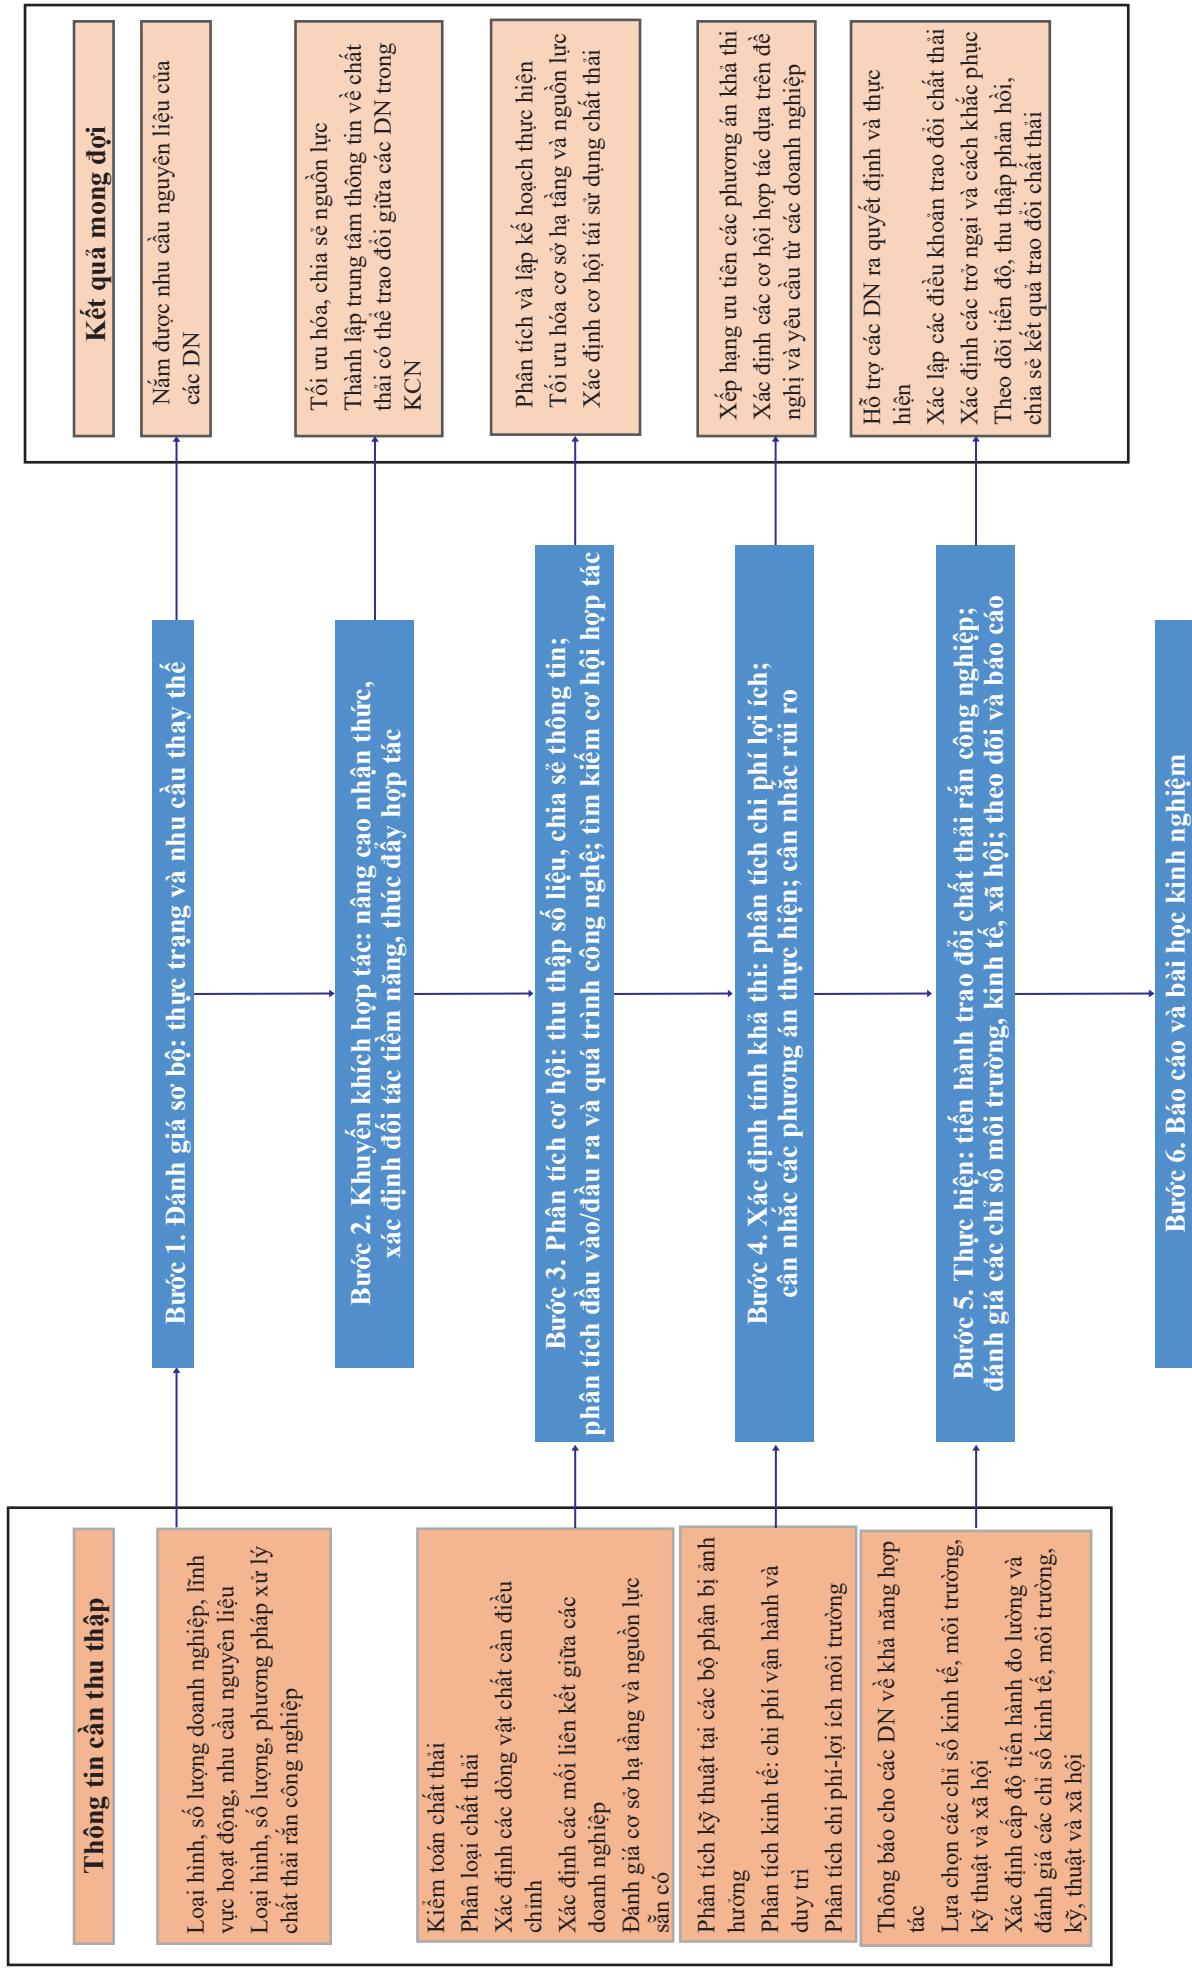 Thông tin cần thu thập
Loại hình, số lượng doanh nghiệp, lĩnh
vực hoạt động, nhu cầu nguyên liệu
Loại hình, số lượng, phương pháp xử lý
chất thải rắn công nghiệp
Kiểm toán chất thải
Phân loại chất thải
Xác định các dòng vật chất cần điều
chỉnh
Xác định các mối liên kết giữa các
doanh nghiệp
Đánh giá cơ sở hạ tầng và nguồn lực
sẵn có
Phân tích kỹ thuật tại các bộ phận bị ảnh
hưởng
Phân tích kinh tế: chi phí vận hành và
duy trì
Phân tích chi phí-lợi ích môi trường
Thông báo cho các DN về khả năng hợp
tác
Lựa chọn các chỉ số kinh tế, môi trường,
kỹ thuật và xã hội
Xác định cấp độ tiến hành đo lường và
đánh giá các chỉ số kinh tế, môi trường,
kỹ, thuật và xã hội
Bước 1. Đánh giá sơ bộ: thực trạng và nhu cầu thay thế
Bước 2. Khuyến khích hợp tác: nâng cao nhận thức,
xác định đối tác tiềm năng, thúc đẩy hợp tác
Bước 3. Phân tích cơ hội: thu thập số liệu, chia sẻ thông tin;
phân tích đầu vào/đầu ra và quá trình công nghệ; tìm kiếm cơ hội hợp tác
Bước 4. Xác định tính khả thi: phân tích chi phí lợi ích;
cân nhắc các phương án thực hiện; cân nhắc rủi ro
Bước 5. Thực hiện: tiến hành trao đổi chất thải rắn công nghiệp;
đánh giá các chỉ số môi trường, kinh tế, xã hội; theo dõi và báo cáo
Bước 6. Báo cáo và bài học kinh nghiệm
Kết quả mong đợi
Nắm được nhu cầu nguyên liệu của
các DN
Tối ưu hóa, chia sẻ nguồn lực
Thành lập trung tâm thông tin về chất
thải có thể trao đổi giữa các DN trong
KCN
Phân tích và lập kế hoạch thực hiện
Tối ưu hóa cơ sở hạ tầng và nguồn lực
Xác định cơ hội tái sử dụng chất thải
Xếp hạng ưu tiên các phương án khả thi
Xác định các cơ hội hợp tác dựa trên đề
nghị và yêu cầu từ các doanh nghiệp
Hỗ trợ các DN ra quyết định và thực
hiện
Xác lập các điều khoản trao đổi chất thải
Xác định các trở ngại và cách khắc phục
Theo dõi tiến độ, thu thập phản hồi,
chia sẻ kết quả trao đổi chất thải